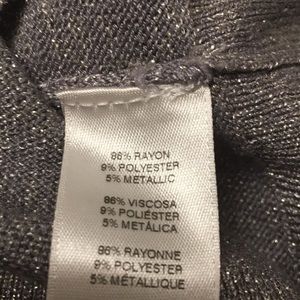 86% RAYON
9% POLYESTER
5% METALLIC
86% VISCOSA
9% POLIÉSTER
5% METÁLICA
86% RAYONNE
9% POLYESTER
5% MÉTALLIQUE